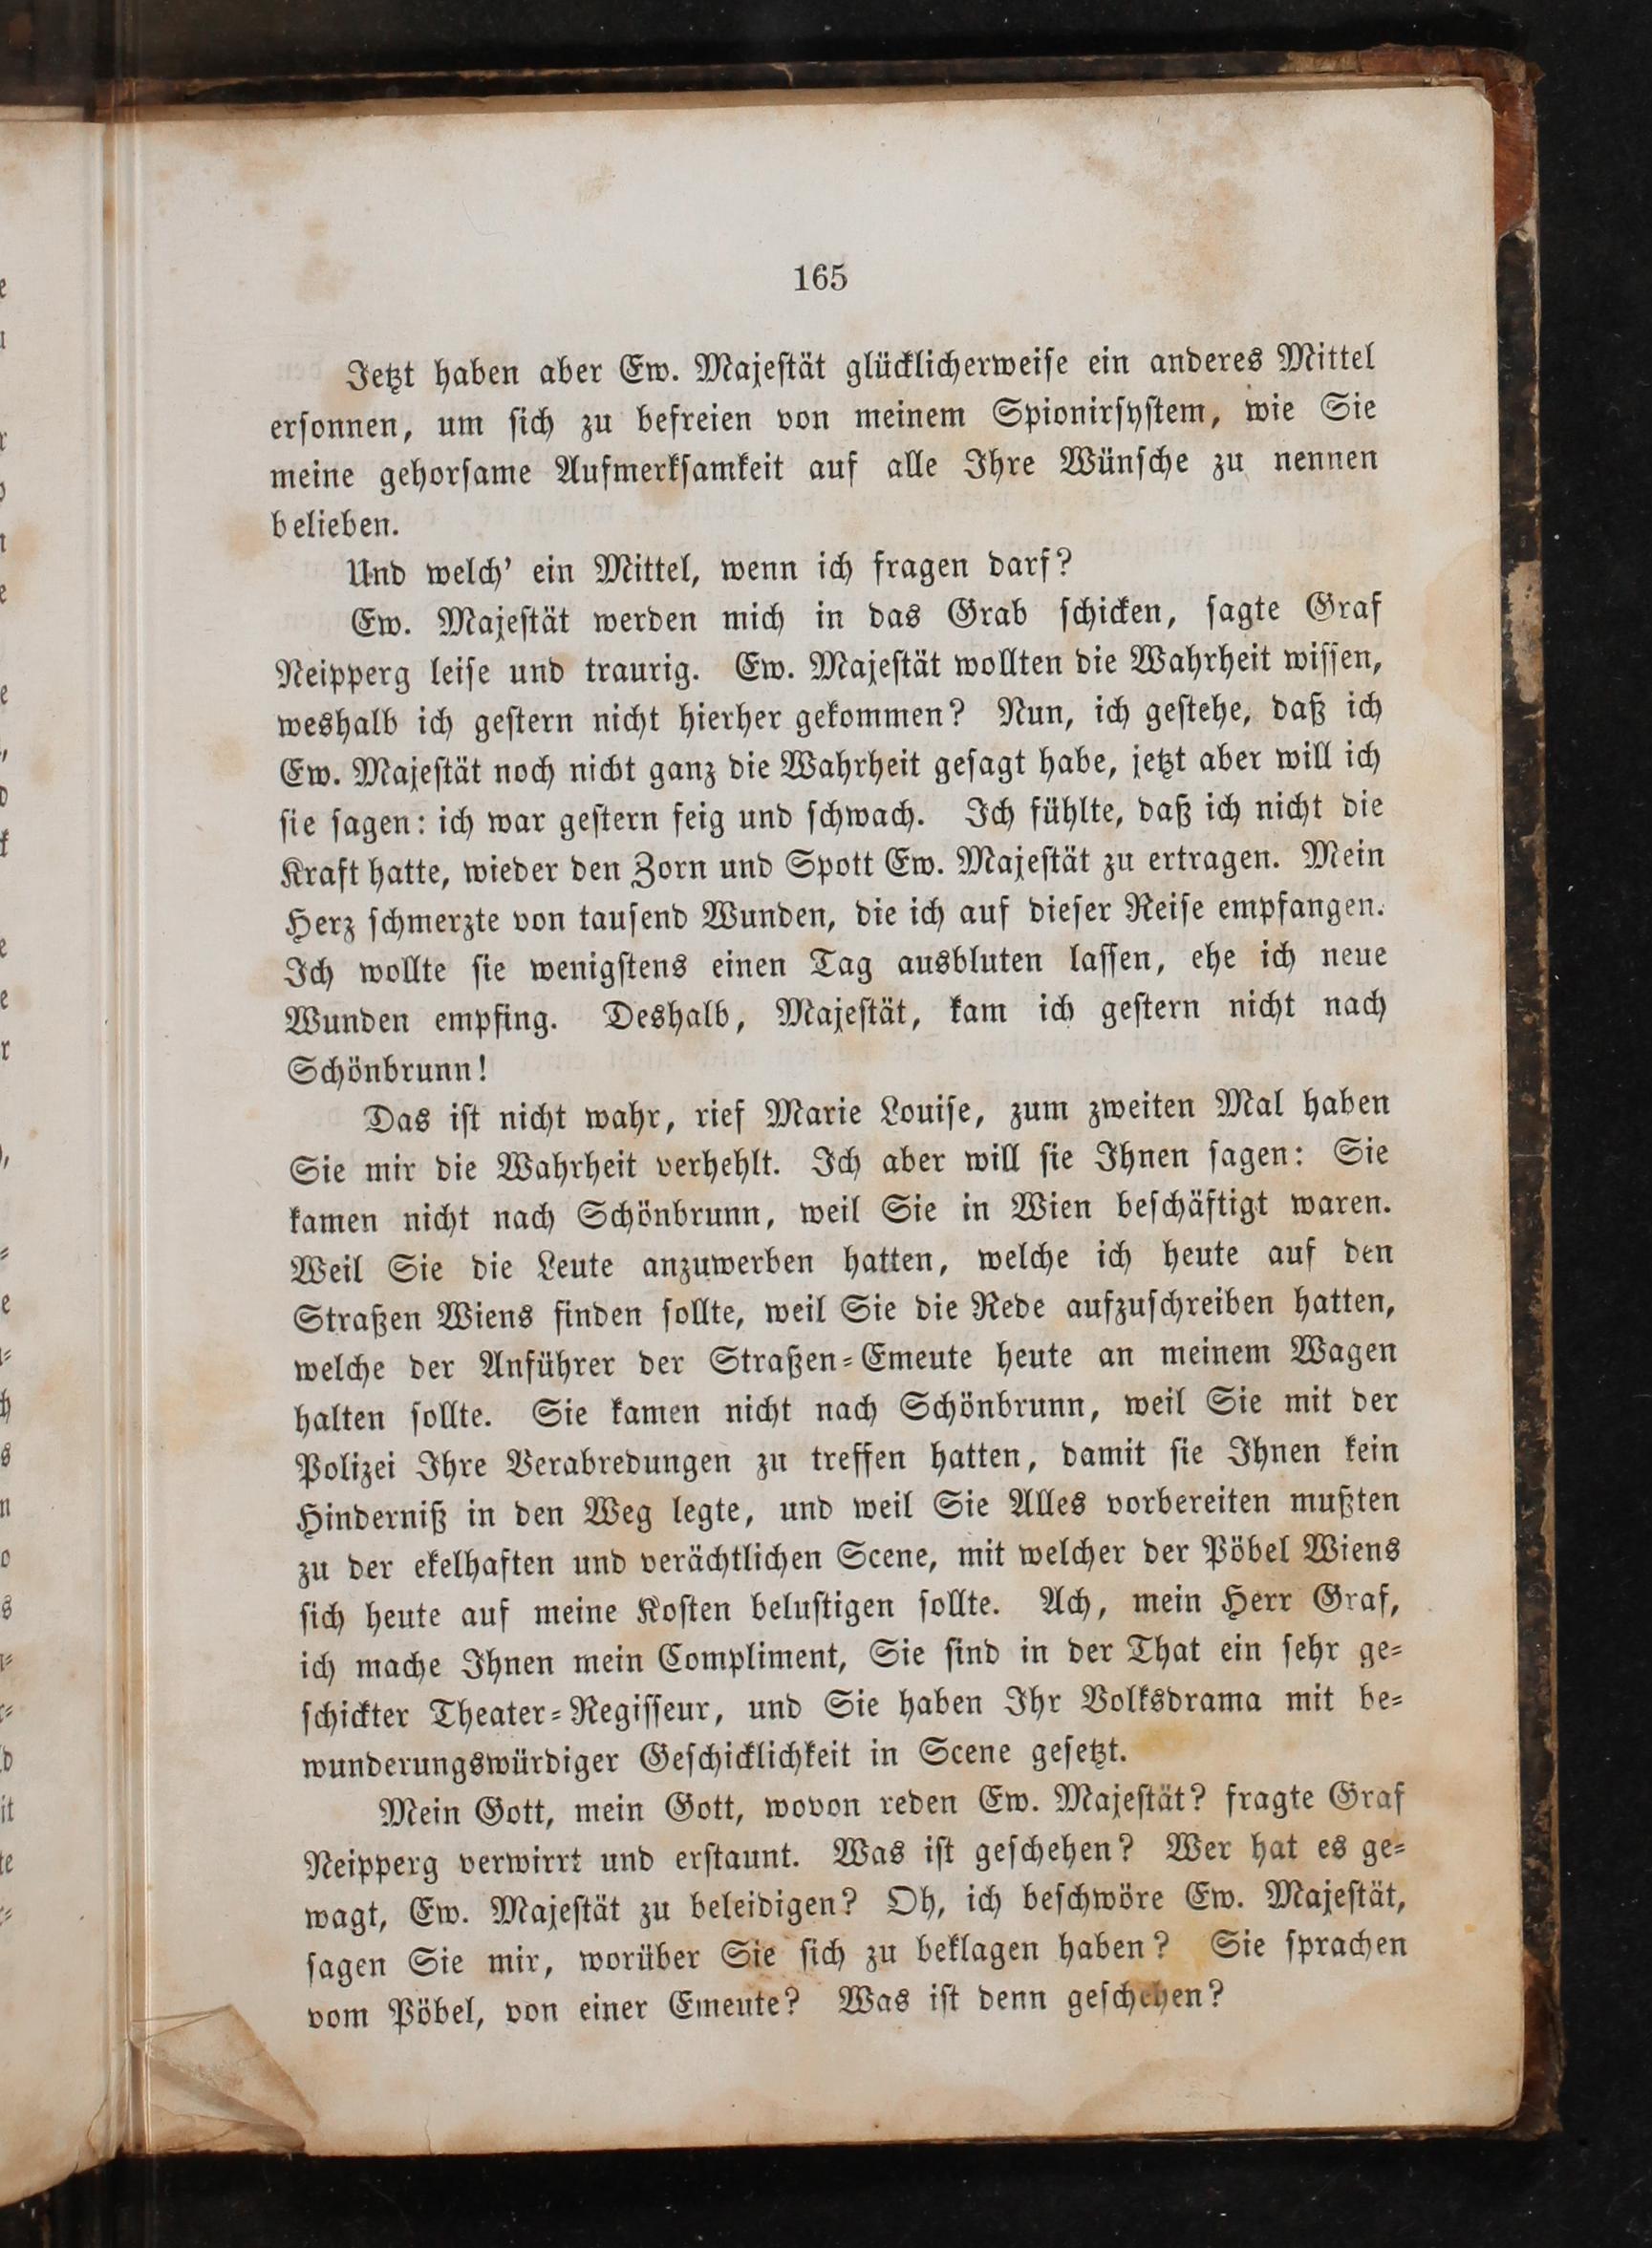 165
Jetzt haben aber Ew. Majestät glücklicherweise ein anderes Mittel
ersonnen, um sich zu befreien von meinem Spionirsystem, wie Sie
meine gehorsame Aufmerksamkeit auf alle Ihre Wünsche zu nennen
belieben.
Und welch' ein Mittel, wenn ich fragen darf?
Ew. Majestät werden mich in das Grab schicken, sagte Graf
Neipperg leise und traurig. Ew. Majestät wollten die Wahrheit wissen,
weshalb ich gestern nicht hierher gekommen? Nun, ich gestehe, daß ich
Ew. Majestät noch nicht ganz die Wahrheit gesagt habe, jetzt aber will ich
sie sagen: ich war gestern feig und schwach. Ich fühlte, daß ich nicht die
Kraft hatte, wieder den Zorn und Spott Ew. Majestät zu ertragen. Mein
Herz schmerzte von tausend Wunden, die ich auf dieser Reise empfangen.
Ich wollte sie wenigstens einen Tag ausbluten lassen, ehe ich neue
Wunden empfing. Deshalb, Majestät, kam ich gestern nicht nach
Schönbrunn!
Das ist nicht wahr, rief Marie Louise, zum zweiten Mal haben
Sie mir die Wahrheit verhehlt. Ich aber will sie Ihnen sagen: Sie
kamen nicht nach Schönbrunn, weil Sie in Wien beschäftigt waren.
Weil Sie die Leute anzuwerben hatten, welche ich heute auf den
Straßen Wiens finden sollte, weil Sie die Rede aufzuschreiben hatten,
welche der Anführer der Straßen-Emeute heute an meinem Wagen
halten sollte. Sie kamen nicht nach Schönbrunn, weil Sie mit der
Polizei Ihre Verabredungen zu treffen hatten, damit sie Ihnen kein
Hinderniß in den Weg legte, und weil Sie Alles vorbereiten mußten
zu der ekelhaften und verächtlichen Scene, mit welcher der Pöbel Wiens
sich heute auf meine Kosten belustigen sollte. Ach, mein Herr Graf,
ich mache Ihnen mein Compliment, Sie sind in der That ein sehr ge-
schickter Theater-Regisseur, und Sie haben Ihr Volksdrama mit be-
wunderungswürdiger Geschicklichkeit in Scene gesetzt.
Mein Gott, mein Gott, wovon reden Ew. Majestät? fragte Graf
Neipperg verwirrt und erstaunt. Was ist geschehen? Wer hat es ge-
wagt, Ew. Majestät zu beleidigen? Oh, ich beschwöre Ew. Majestät,
sagen Sie mir, worüber Sie sich zu beklagen haben? Sie sprachen
vom Pöbel, von einer Emeute? Was ist denn geschehen?